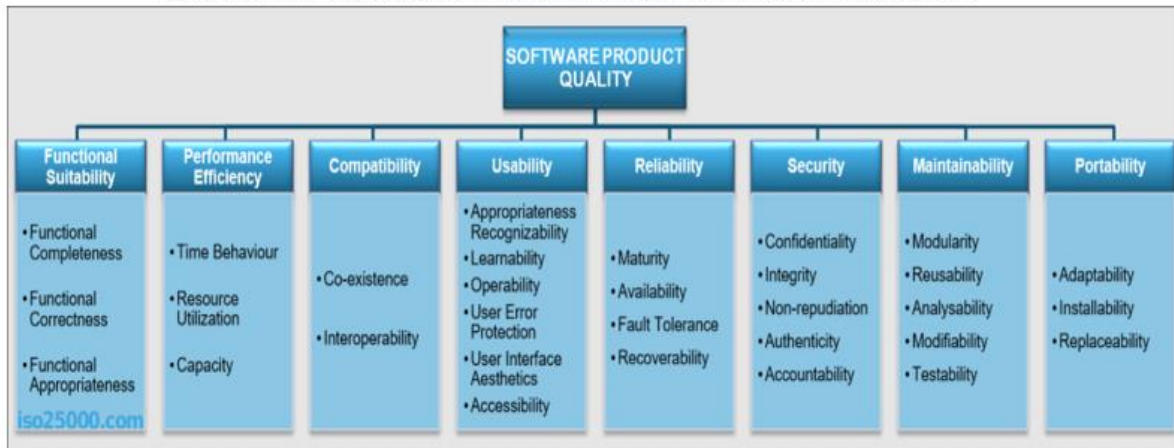 SOFTWARE PRODUCT
QUALITY
Functional
Suitability
• Functional
Completeness
• Functional
Correctness
• Functional
Appropriateness
Performance
Efficiency
• Time Behaviour
• Resource
Utilization
• Capacity
Compatibility
• Co-existence
• Interoperability
Usability
• Appropriateness
Recognizability
• Learnability
• Operability
• User Error
Protection
• User Interface
Aesthetics
• Accessibility
Reliability
• Maturity
• Availability
• Fault Tolerance
• Recoverability
Security
• Confidentiality
• Integrity
• Non-repudiation
• Authenticity
• Accountability
Maintainability
• Modularity
• Reusability
• Analysability
• Modifiability
• Testability
Portability
• Adaptability
• Installability
• Replaceability
iso25000.com